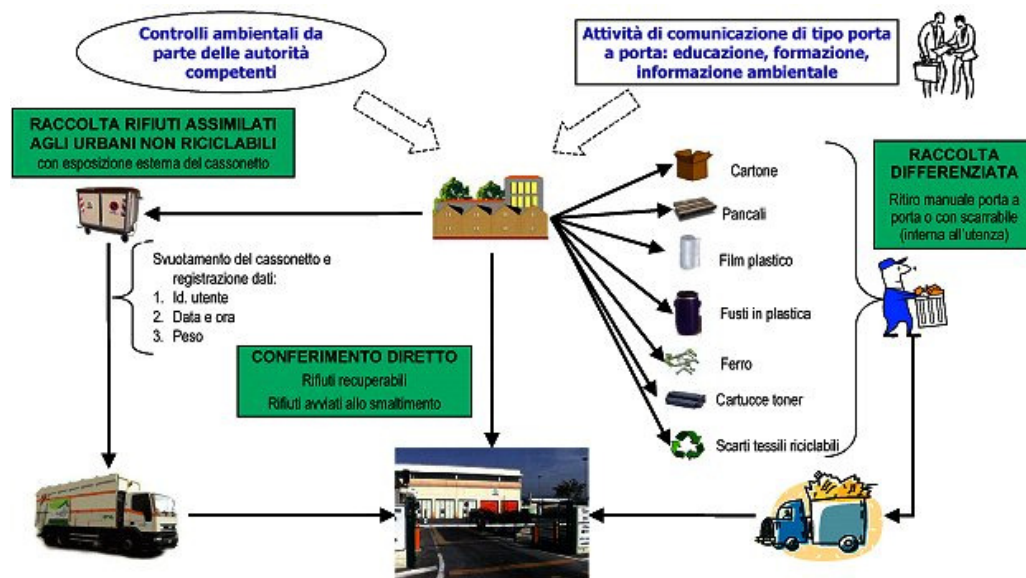 Controlli ambientali da
parte delle autorità
competenti
Attività di comunicazione di tipo porta
a porta: educazione, formazione,
informazione ambientale
RACCOLTA RIFIUTI ASSIMILATI
AGLI URBANI NON RICICLABILI
con esposizione esterna del cassonetto
Svuotamento del cassonetto e
registrazione dati:
1. Id. utente
2. Data e ora
3. Peso
CONFERIMENTO DIRETTO
Rifiuti recuperabili
Rifiuti avviati allo smaltimento
Cartone
Pancali
Film plastico
Fusti in plastica
Ferro
Cartucce toner
Scarti tessili riciclabili
RACCOLTA
DIFFERENZIATA
Ritiro manuale porta a
porta o con scarrabile
(interna all'utenza)